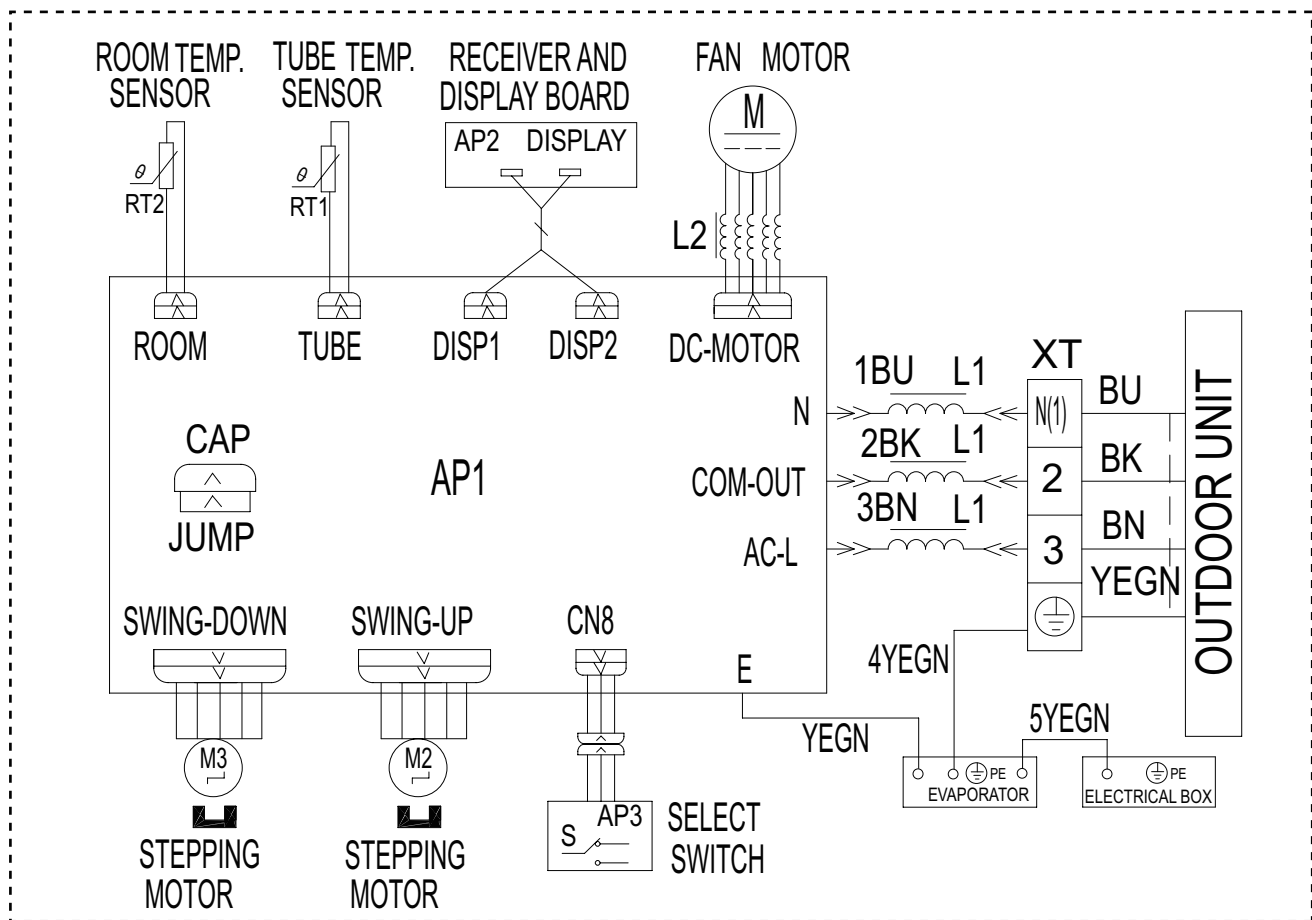 ROOM TEMP.
SENSOR
TUBE TEMP.
SENSOR
RECEIVER AND
DISPLAY BOARD
FAN MOTOR
AP2 DISPLAY
M
θ
RT2
θ
RT1
L2
ROOM
TUBE
DISP1
DISP2
DC-MOTOR
CAP
JUMP
AP1
N
COM-OUT
AC-L
1BU L1
2BK L1
3BN L1
XT
N(1)
2
3
BU
BK
BN
YEGN
OUTDOOR UNIT
SWING-DOWN
SWING-UP
CN8
E
4YEGN
YEGN
5YEGN
M3
M2
PE
EVAPORATOR
PE
ELECTRICAL BOX
STEPPING
MOTOR
STEPPING
MOTOR
S AP3
SELECT
SWITCH